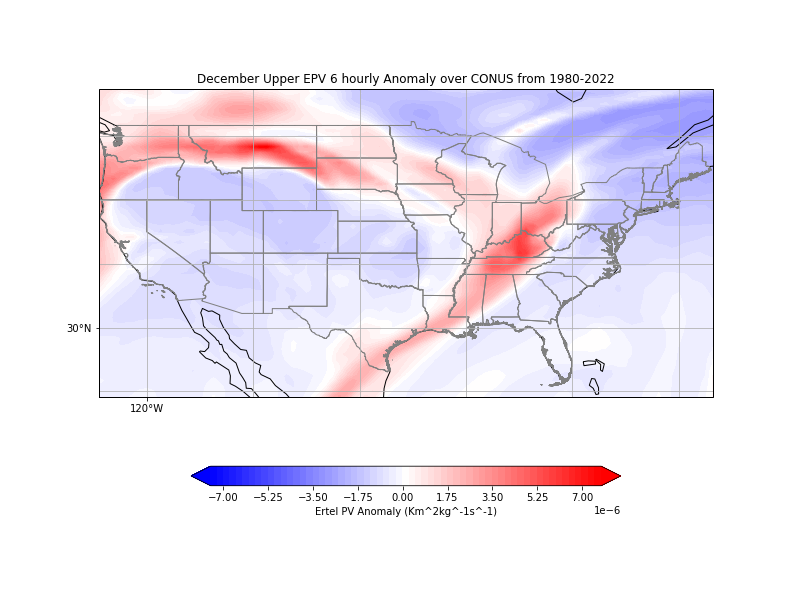 December Upper EPV 6 hourly Anomaly over CONUS from 1980-2022
30°N
120°W
−7.00 −5.25 −3.50 −1.75 0.00 1.75 3.50 5.25 7.00
Ertel PV Anomaly (Km^2kg^-1s^-1)
1e−6